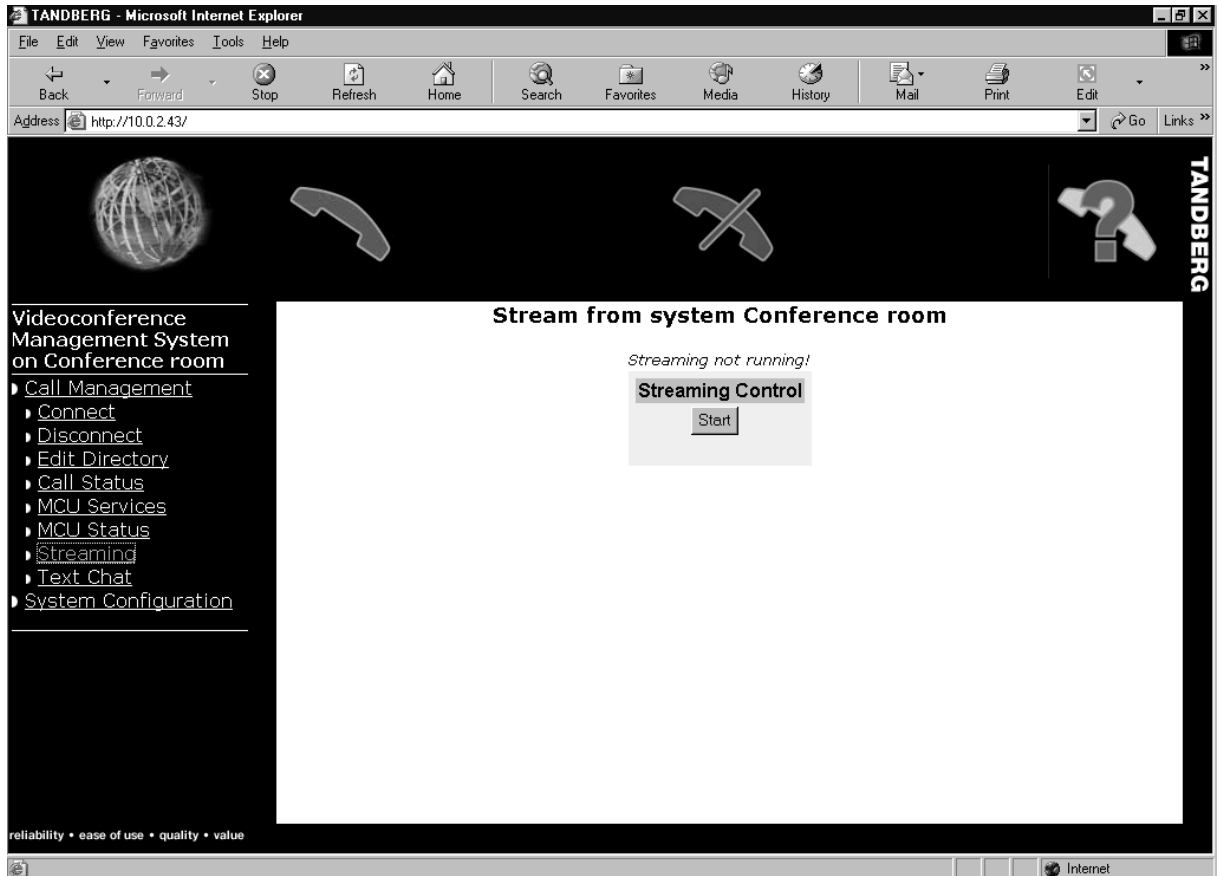 TANDBERG - Microsoft Internet Explorer
File Edit View Favorites Tools Help
Back Forward Stop Refresh Home Search Favorites Media History Mail Print Edit »
Address http://10.0.2.43/ Go Links »
TANDBERG
Videoconference
Management System
on Conference room
Call Management
Connect
Disconnect
Edit Directory
Call Status
MCU Services
MCU Status
Streaming
Text Chat
System Configuration
Stream from system Conference room
Streaming not running!
Streaming Control
Start
reliability • ease of use • quality • value
Internet